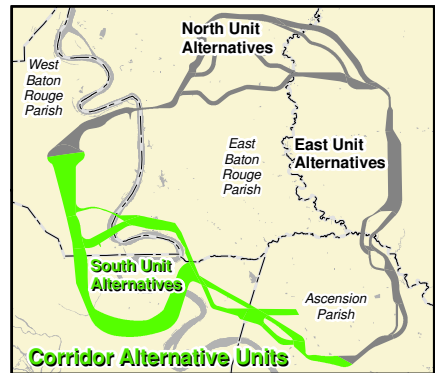 North Unit
Alternatives
West
Baton
Rouge
Parish
East
Baton
Rouge
Parish
East Unit
Alternatives
South Unit
Alternatives
Ascension
Parish
Corridor Alternative Units